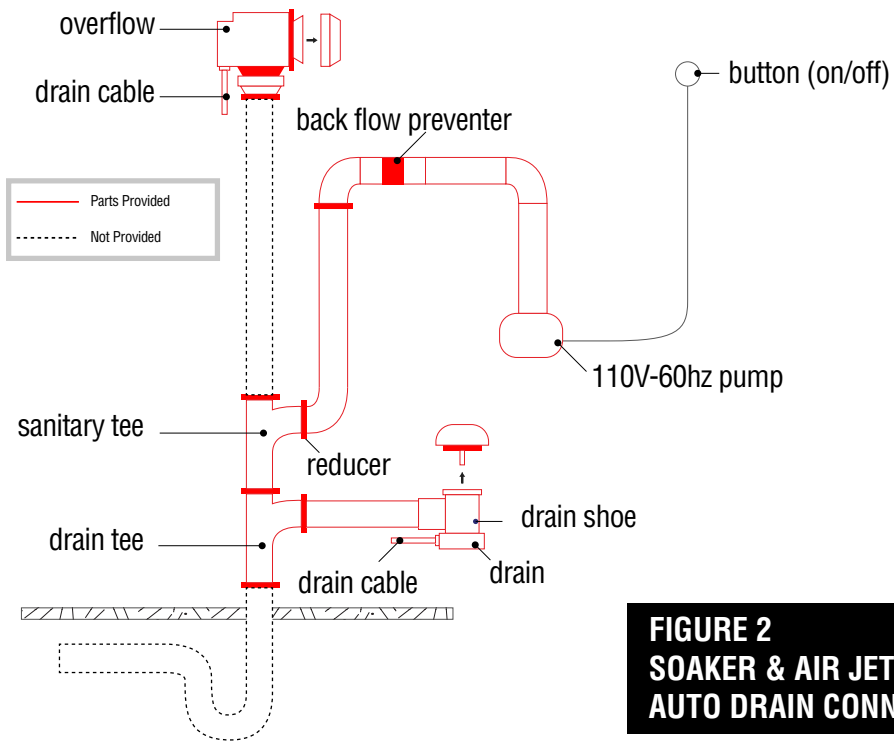 overflow
button (on/off)
drain cable
back flow preventer
Parts Provided
Not Provided
110V-60hz pump
sanitary tee
reducer
drain shoe
drain tee
drain cable
drain
FIGURE 2
SOAKER & AIR JET
AUTO DRAIN